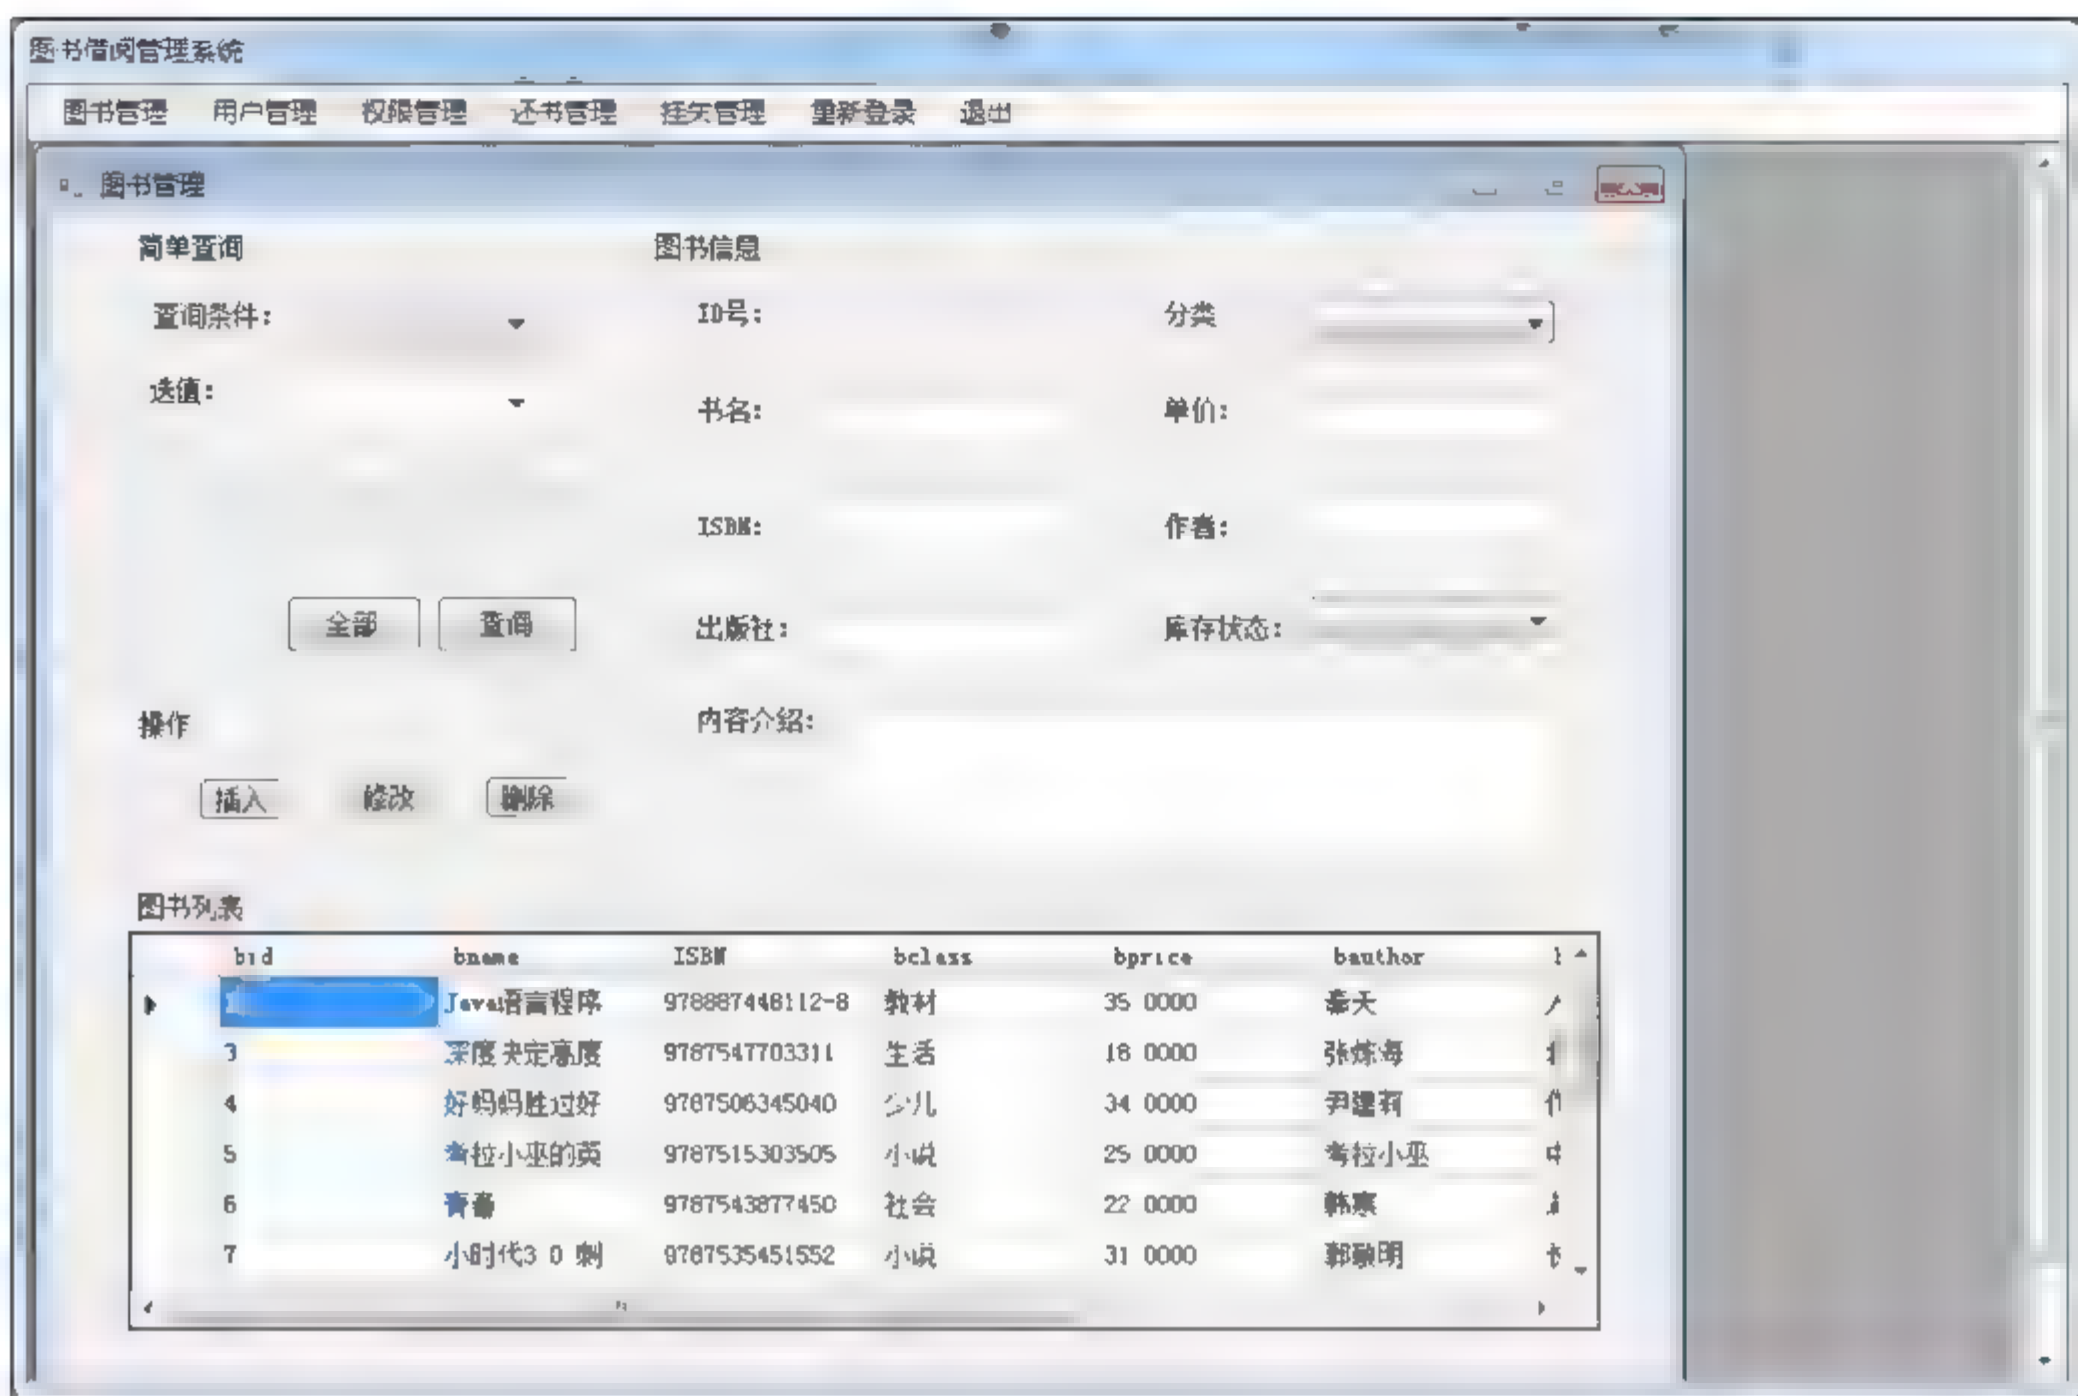 图书借阅管理系统
图书管理 用户管理 权限管理 还书管理 挂失管理 重新登录 退出
图书管理
简单查询 图书信息
查询条件: ID号: 分类
送值: 书名: 单价:
ISBN: 作者:
全部 查询 出版社: 库存状态:
操作 内容介绍:
插入 修改 删除
图书列表
bid bname ISBN bclass bprice bauthor
Java语言程序 978887448112-8 教材 35 0000 秦天
3 深度决定高度 9787547703311 生活 18 0000
4 好妈妈胜过好 9787506345040 少儿 34 0000 尹建莉
5 考拉小巫的英 9787515303505 小说 25 0000 考拉小巫
6 青春 9787543877450 社会 22 0000 韩寒
7 小时代3 0 刺 9787535451552 小说 31 0000 郭敬明